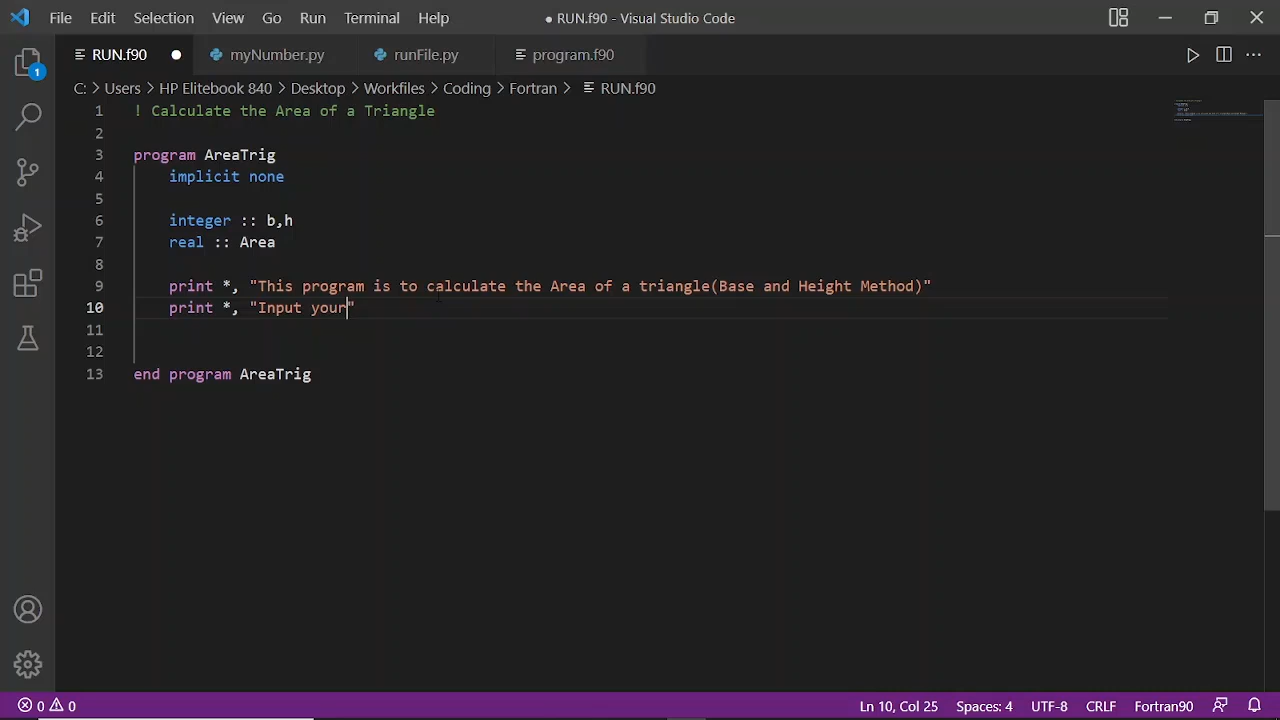 File Edit Selection View Go Run Terminal Help ● RUN.f90 - Visual Studio Code
RUN.f90 ● myNumber.py runFile.py program.f90
C: > Users > HP Elitebook 840 > Desktop > Workfiles > Coding > Fortran > RUN.f90
1 ! Calculate the Area of a Triangle
2
3 program AreaTrig
4 implicit none
5
6 integer :: b,h
7 real :: Area
8
9 print *, "This program is to calculate the Area of a triangle(Base and Height Method)"
10 print *, "Input your"
11
12
13 end program AreaTrig
1
0 0 Ln 10, Col 25 Spaces: 4 UTF-8 CRLF Fortran90